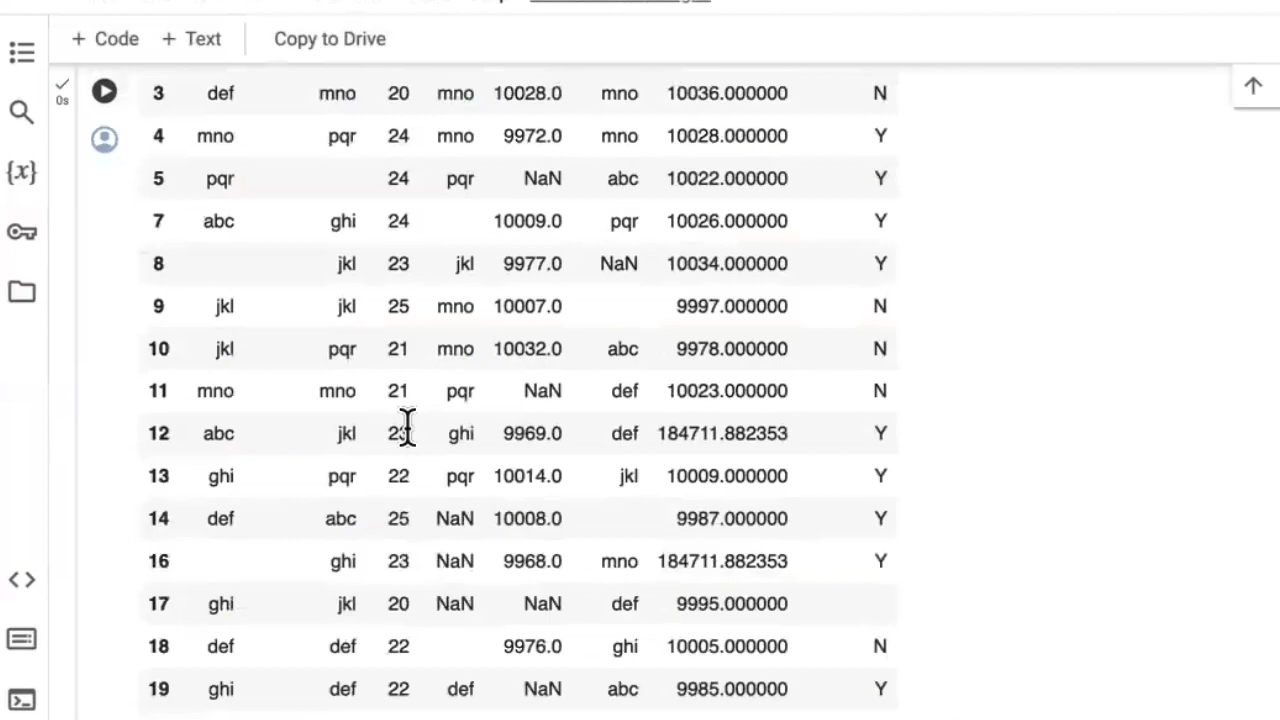 + Code + Text Copy to Drive
0s
3 def mno 20 mno 10028.0 mno 10036.000000 N
4 mno pqr 24 mno 9972.0 mno 10028.000000 Y
5 pqr 24 pqr NaN abc 10022.000000 Y
7 abc ghi 24 10009.0 pqr 10026.000000 Y
8 jkl 23 jkl 9977.0 NaN 10034.000000 Y
9 jkl jkl 25 mno 10007.0 9997.000000 N
10 jkl pqr 21 mno 10032.0 abc 9978.000000 N
11 mno mno 21 pqr NaN def 10023.000000 N
12 abc jkl 23 ghi 9969.0 def 184711.882353 Y
13 ghi pqr 22 pqr 10014.0 jkl 10009.000000 Y
14 def abc 25 NaN 10008.0 9987.000000 Y
16 ghi 23 NaN 9968.0 mno 184711.882353 Y
17 ghi jkl 20 NaN NaN def 9995.000000
18 def def 22 9976.0 ghi 10005.000000 N
19 ghi def 22 def NaN abc 9985.000000 Y